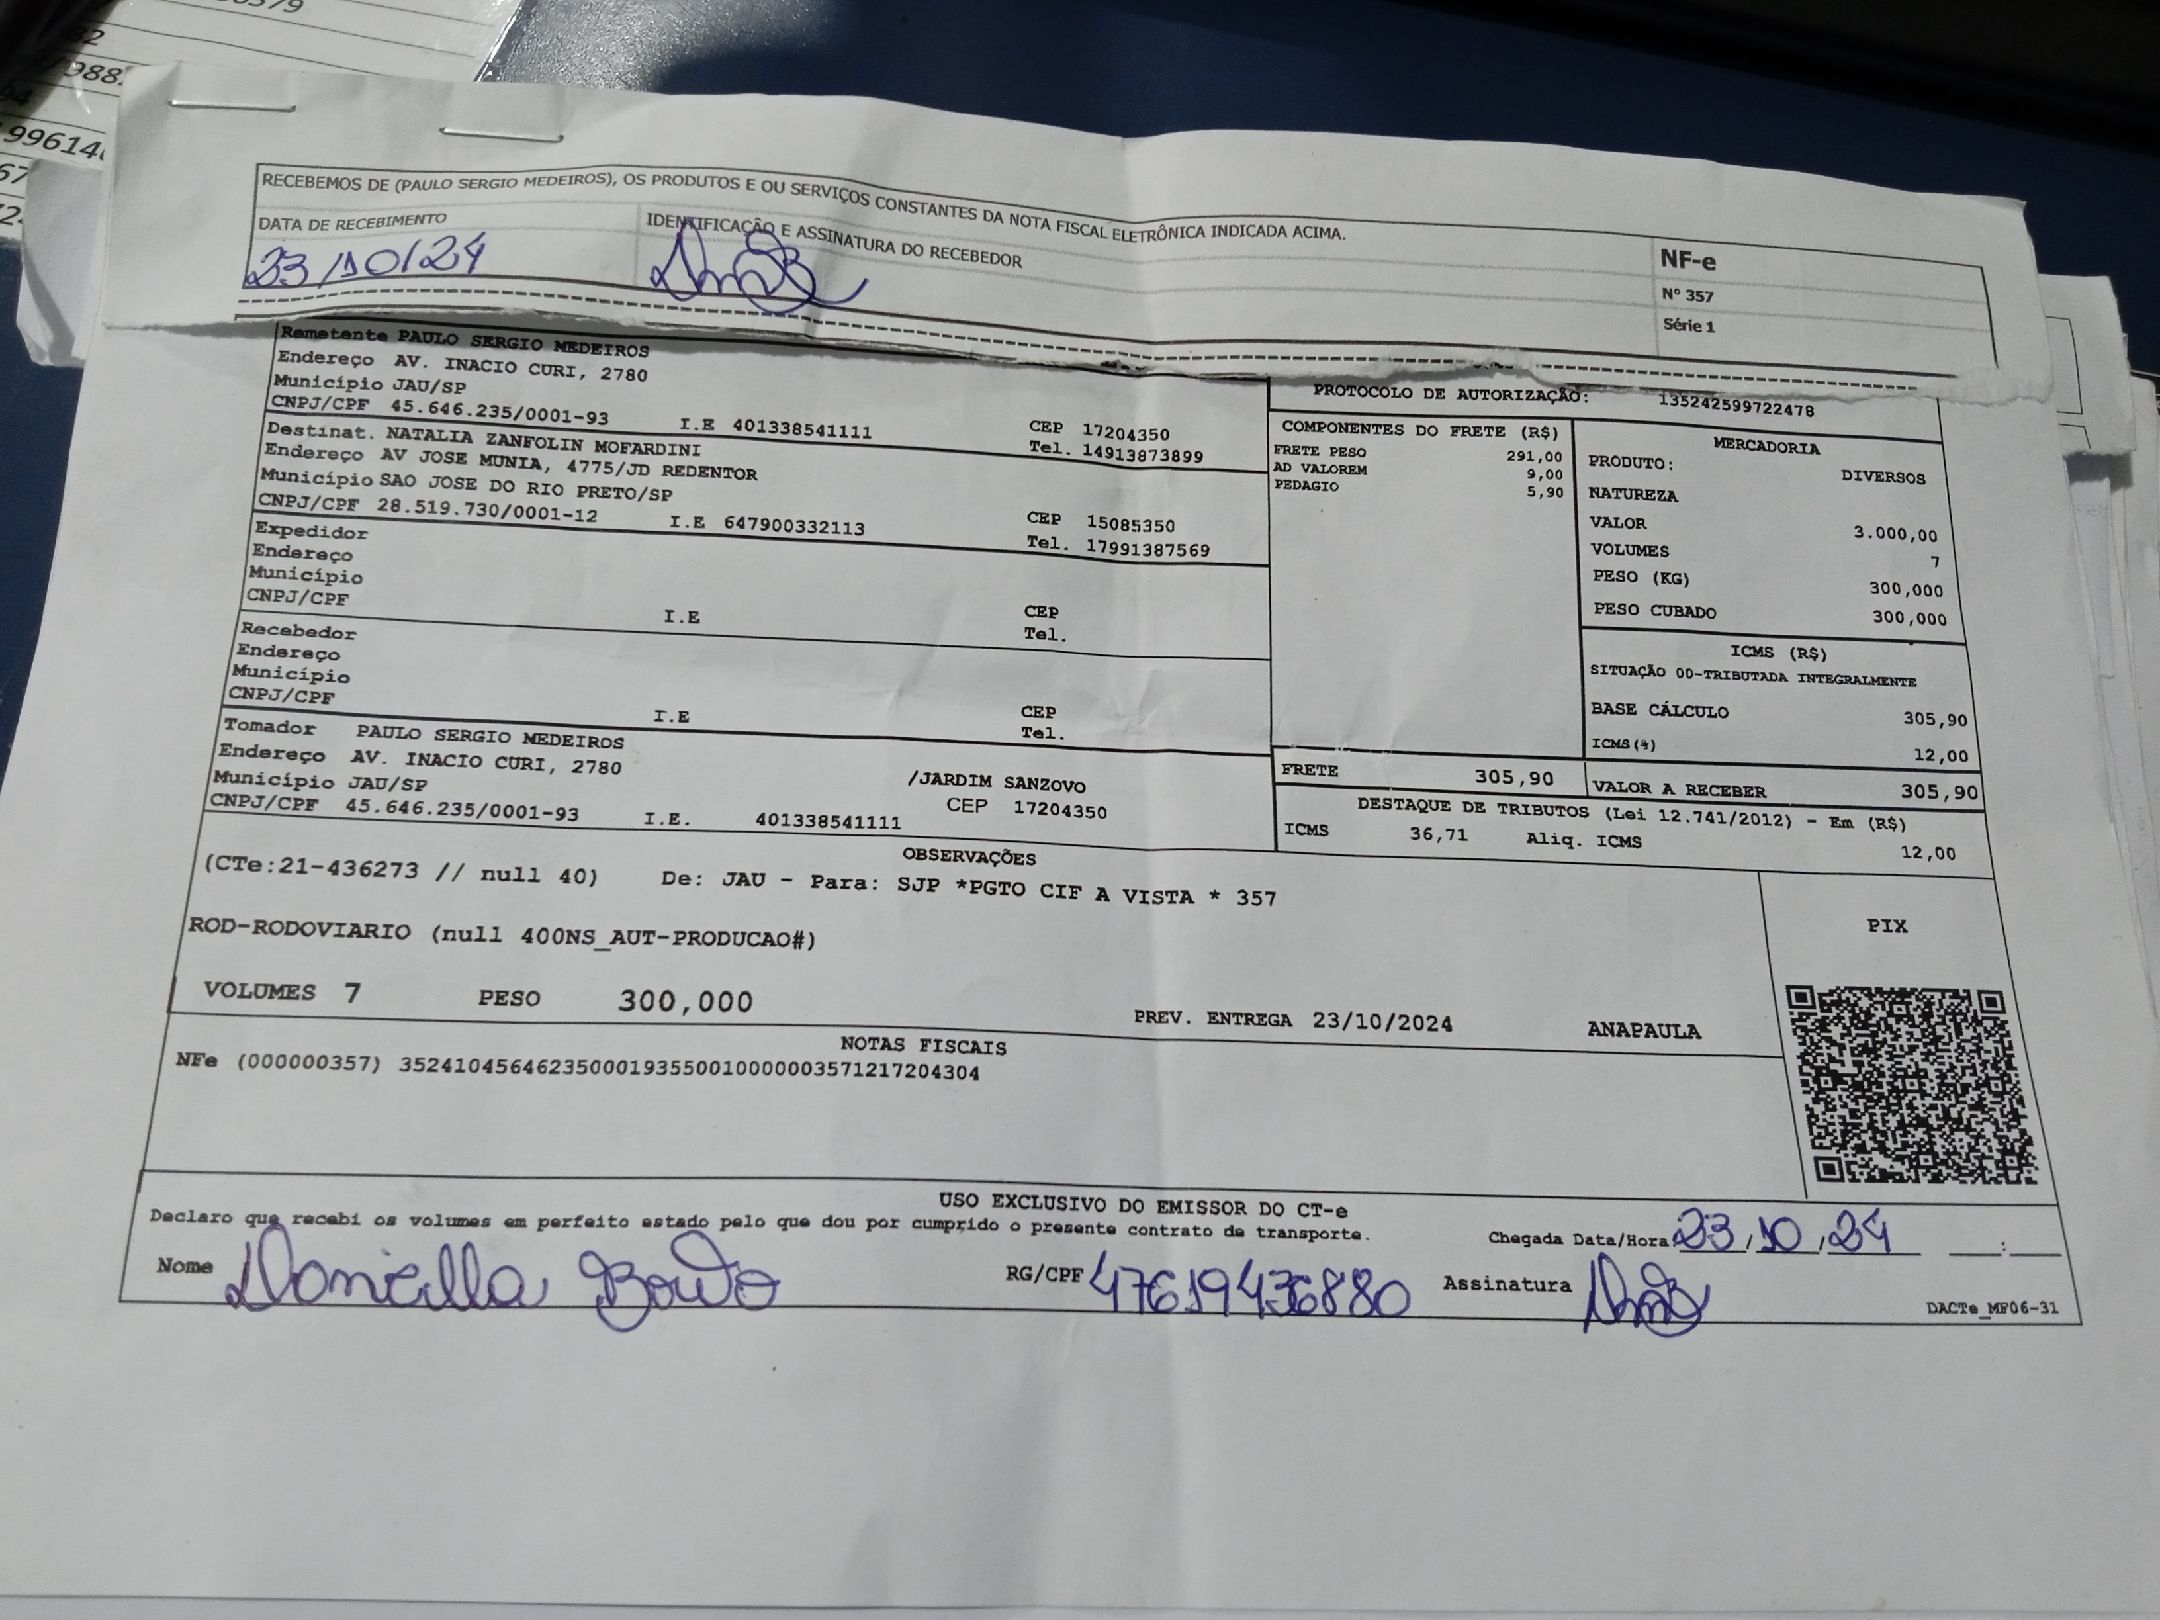 RECEBEMOS DE (PAULO SERGIO MEDEIROS), OS PRODUTOS E OU SERVIÇOS CONSTANTES DA NOTA FISCAL ELETRÔNICA INDICADA ACIMA.
DATA DE RECEBIMENTO IDENTIFICAÇÃO E ASSINATURA DO RECEBEDOR
23/10/24
NF-e
Nº 357
Série 1
Remetente PAULO SERGIO MEDEIROS
Endereço AV. INACIO CURI, 2780
Município JAU/SP CEP 17204350
CNPJ/CPF 45.646.235/0001-93 I.E 401338541111 Tel. 14913873899
Destinat. NATALIA ZANFOLIN MOFARDINI
Endereço AV JOSE MUNIA, 4775/JD REDENTOR
Município SAO JOSE DO RIO PRETO/SP CEP 15085350
CNPJ/CPF 28.519.730/0001-12 I.E 647900332113 Tel. 17991387569
Expedidor
Endereço
Município CEP
CNPJ/CPF I.E Tel.
Recebedor
Endereço
Município CEP
CNPJ/CPF I.E Tel.
Tomador PAULO SERGIO MEDEIROS
Endereço AV. INACIO CURI, 2780 /JARDIM SANZOVO
Município JAU/SP CEP 17204350
CNPJ/CPF 45.646.235/0001-93 I.E. 401338541111
PROTOCOLO DE AUTORIZAÇÃO: 135242599722478
COMPONENTES DO FRETE (R$)
FRETE PESO 291,00
AD VALOREM 9,00
PEDAGIO 5,90
MERCADORIA
PRODUTO: DIVERSOS
NATUREZA
VALOR 3.000,00
VOLUMES 7
PESO (KG) 300,000
PESO CUBADO 300,000
ICMS (R$)
SITUAÇÃO 00-TRIBUTADA INTEGRALMENTE
BASE CÁLCULO 305,90
ICMS(%) 12,00
FRETE 305,90 VALOR A RECEBER 305,90
DESTAQUE DE TRIBUTOS (Lei 12.741/2012) - Em (R$)
ICMS 36,71 Aliq. ICMS 12,00
OBSERVAÇÕES
(CTe:21-436273 // null 40) De: JAU - Para: SJP *PGTO CIF A VISTA * 357
ROD-RODOVIARIO (null 400NS_AUT-PRODUCAO#)
PIX
VOLUMES 7 PESO 300,000 PREV. ENTREGA 23/10/2024 ANAPAULA
NOTAS FISCAIS
NFe (000000357) 35241045646235000193550010000003571217204304
USO EXCLUSIVO DO EMISSOR DO CT-e
Declaro que recebi os volumes em perfeito estado pelo que dou por cumprido o presente contrato de transporte. Chegada Data/Hora 23/10/24 __:__
Nome Daniella RG/CPF 47619436880 Assinatura
DACTe_MF06-31